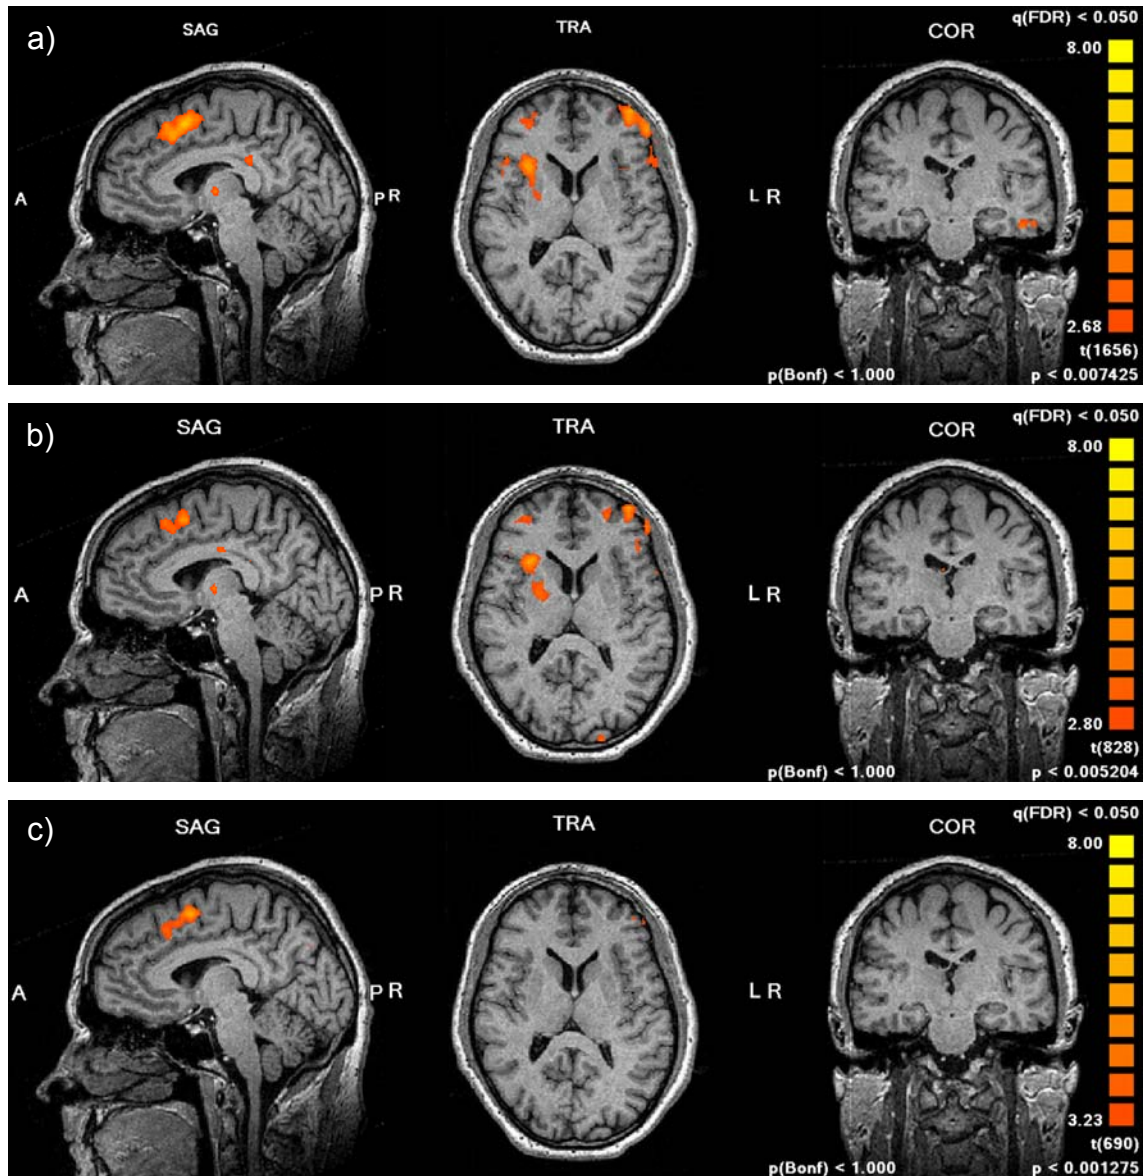 a)
SAG
TRA
COR
q(FDR) < 0.050
8.00
A
P R
L R
2.68
t(1656)
p(Bonf) < 1.000
p < 0.007425
b)
SAG
TRA
COR
q(FDR) < 0.050
8.00
A
P R
L R
2.80
t(828)
p(Bonf) < 1.000
p < 0.005204
c)
SAG
TRA
COR
q(FDR) < 0.050
8.00
A
P R
L R
3.23
t(690)
p(Bonf) < 1.000
p < 0.001275